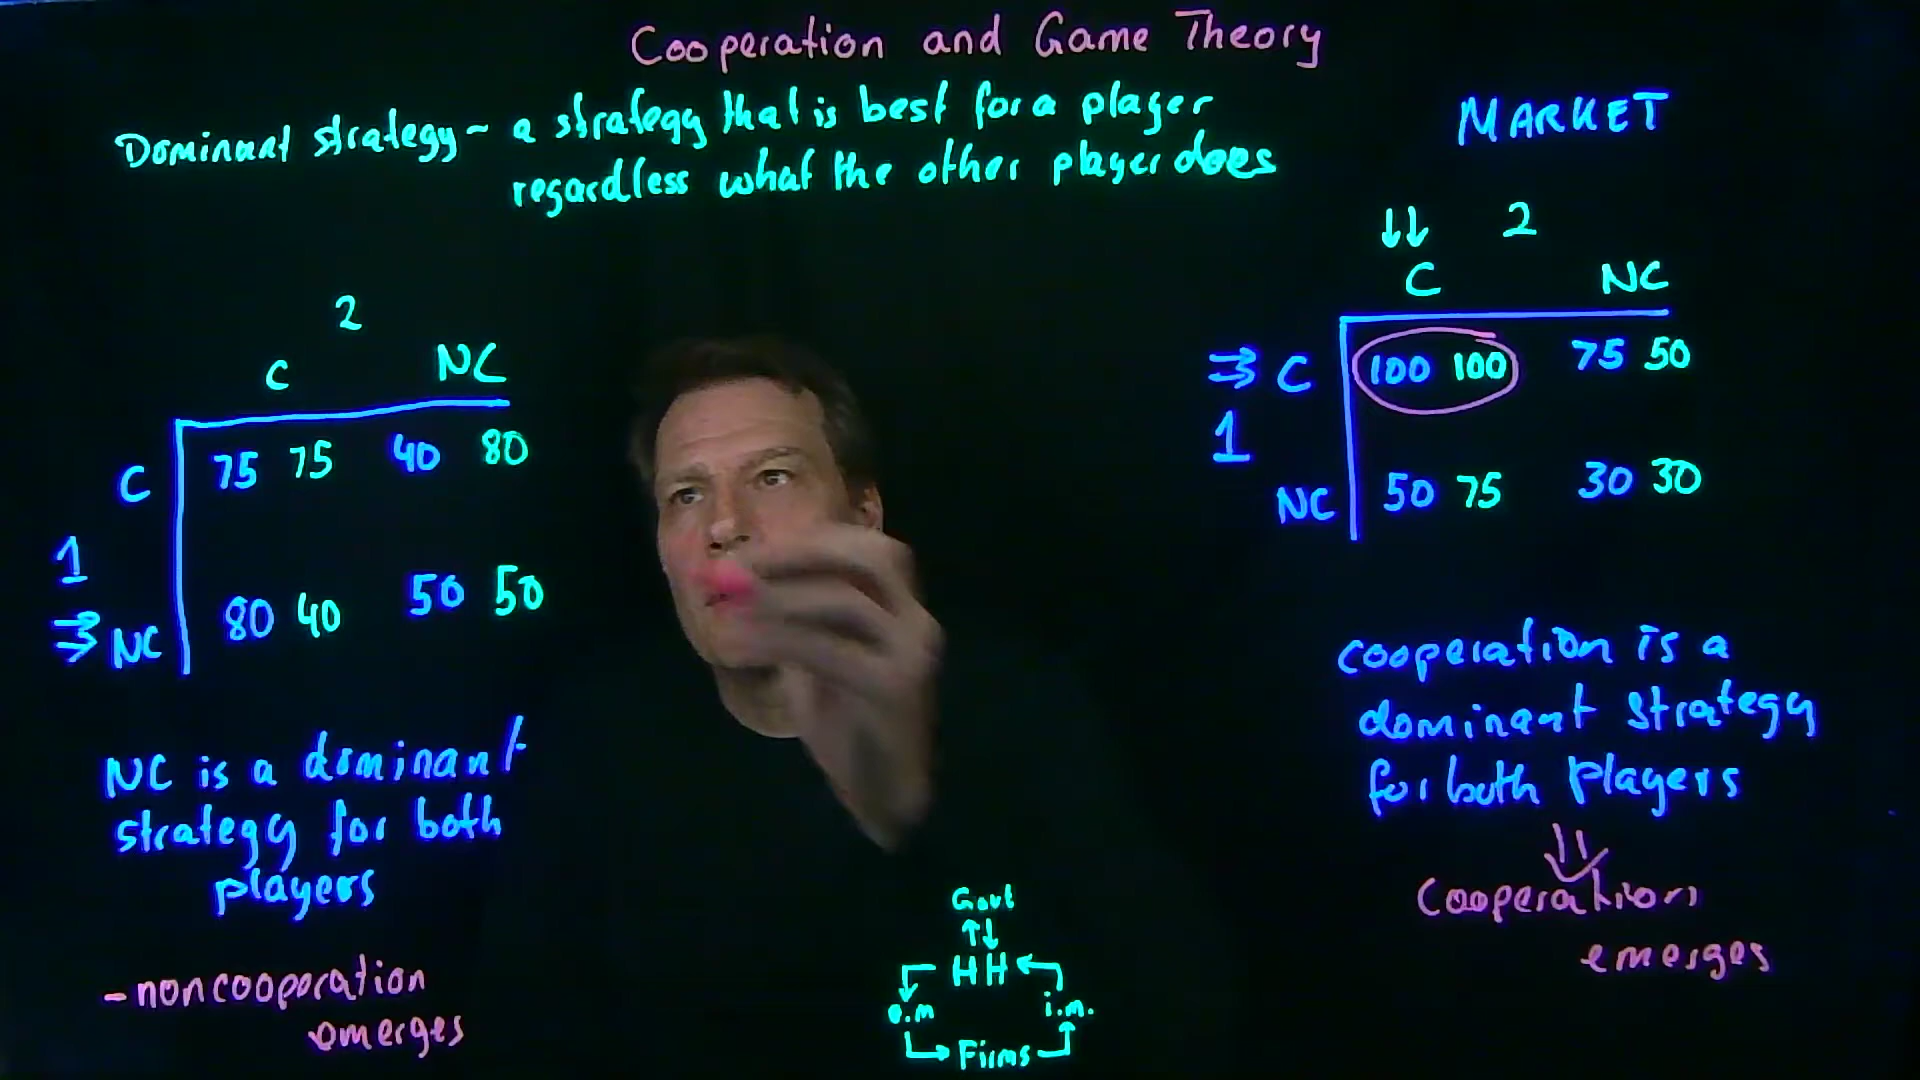 Cooperation and Game Theory
Dominant strategy ~ a strategy that is best for a player
regardless what the other player does
MARKET
2
C NC
C 75 75 40 80
1
NC 80 40 50 50
NC is a dominant
strategy for both
players
- noncooperation
emerges
↓↓ 2
C NC
⇒ C 100 100 75 50
1
NC 50 75 30 30
cooperation is a
dominant strategy
for both players
⇓
Cooperation
emerges
Govt
↑↓
HH
o.m i.m.
Firms